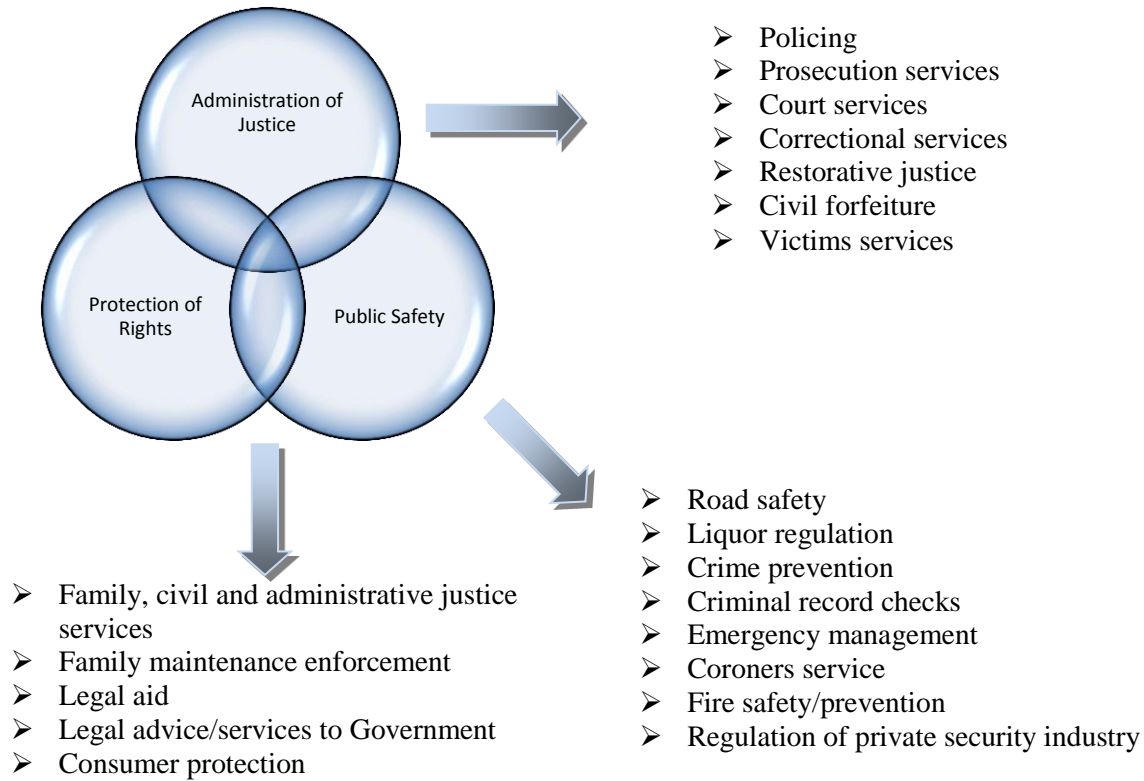 Administration of
Justice
Protection of
Rights
Public Safety
➢ Policing
➢ Prosecution services
➢ Court services
➢ Correctional services
➢ Restorative justice
➢ Civil forfeiture
➢ Victims services
➢ Road safety
➢ Liquor regulation
➢ Crime prevention
➢ Criminal record checks
➢ Emergency management
➢ Coroners service
➢ Fire safety/prevention
➢ Regulation of private security industry
➢ Family, civil and administrative justice
services
➢ Family maintenance enforcement
➢ Legal aid
➢ Legal advice/services to Government
➢ Consumer protection